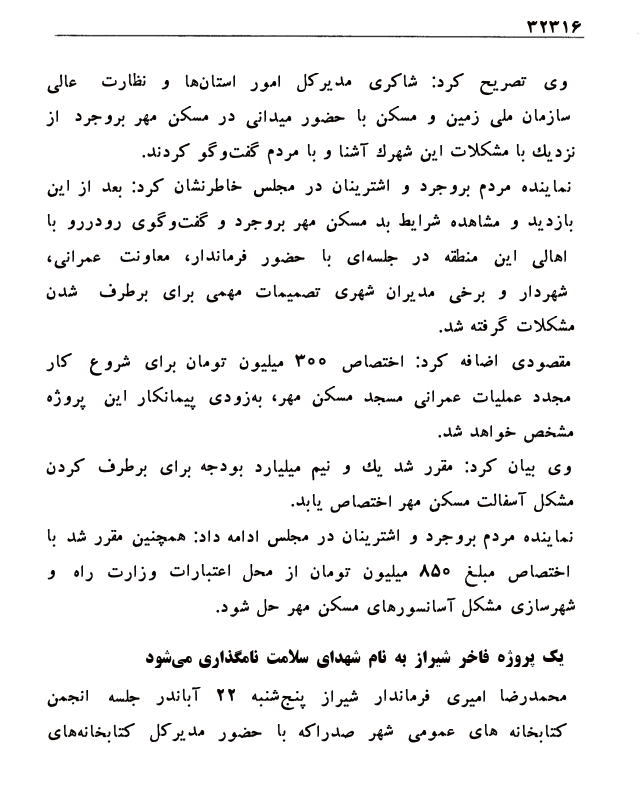 ۳۲۳۱۶
وی تصریح کرد: شاکری مدیرکل امور استان‌ها و نظارت عالی
سازمان ملی زمین و مسکن با حضور میدانی در مسکن مهر بروجرد از
نزدیك با مشکلات این شهرك آشنا و با مردم گفت‌وگو کردند.
نماینده مردم بروجرد و اشترینان در مجلس خاطرنشان کرد: بعد از این
بازدید و مشاهده شرایط بد مسکن مهر بروجرد و گفت‌وگوی رودررو با
اهالی این منطقه در جلسه‌ای با حضور فرماندار، معاونت عمرانی،
شهردار و برخی مدیران شهری تصمیمات مهمی برای برطرف شدن
مشکلات گرفته شد.
مقصودی اضافه کرد: اختصاص ۳۰۰ میلیون تومان برای شروع کار
مجدد عملیات عمرانی مسجد مسکن مهر، به‌زودی پیمانکار این پروژه
مشخص خواهد شد.
وی بیان کرد: مقرر شد یك و نیم میلیارد بودجه برای برطرف کردن
مشکل آسفالت مسکن مهر اختصاص یابد.
نماینده مردم بروجرد و اشترینان در مجلس ادامه داد: همچنین مقرر شد با
اختصاص مبلغ ۸۵۰ میلیون تومان از محل اعتبارات وزارت راه و
شهرسازی مشکل آسانسورهای مسکن مهر حل شود.
یک پروژه فاخر شیراز به نام شهدای سلامت نامگذاری می‌شود
محمدرضا امیری فرماندار شیراز پنج‌شنبه ۲۲ آباندر جلسه انجمن
کتابخانه های عمومی شهر صدراکه با حضور مدیرکل کتابخانه‌های